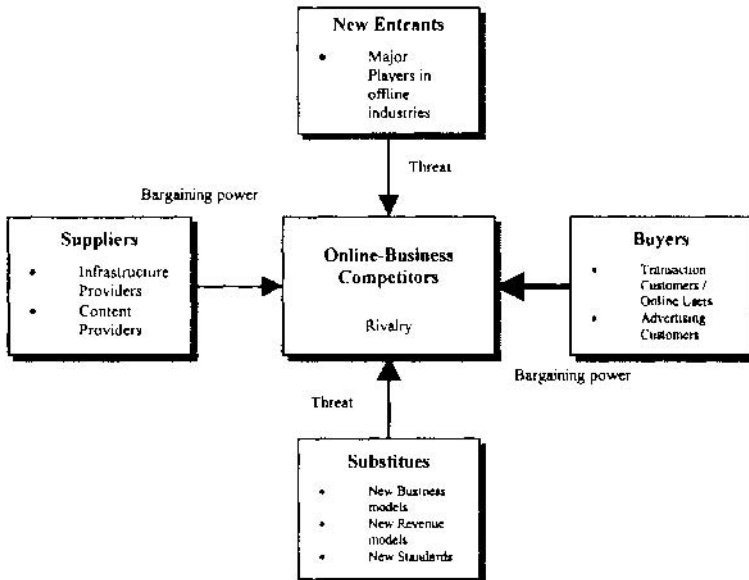 New Entrants
• Major
Players in
offline
industries
Threat
Bargaining power
Suppliers
• Infrastructure
Providers
• Content
Providers
Online-Business
Competitors
Rivalry
Buyers
• Transaction
Customers /
Online Users
• Advertising
Customers
Bargaining power
Threat
Substitues
• New Business
models
• New Revenue
models
• New Standards